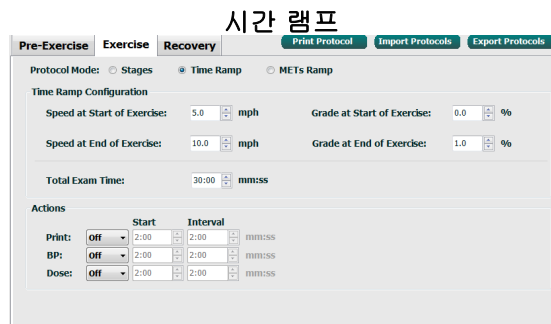 시간 램프
Print Protocol Import Protocols Export Protocols
Pre-Exercise Exercise Recovery
Protocol Mode: Stages Time Ramp METs Ramp
Time Ramp Configuration
Speed at Start of Exercise: 5.0 mph Grade at Start of Exercise: 0.0 %
Speed at End of Exercise: 10.0 mph Grade at End of Exercise: 1.0 %
Total Exam Time: 30:00 mm:ss
Actions
Start Interval
Print: Off 2:00 2:00 mm:ss
BP: Off 2:00 2:00 mm:ss
Dose: Off 2:00 2:00 mm:ss